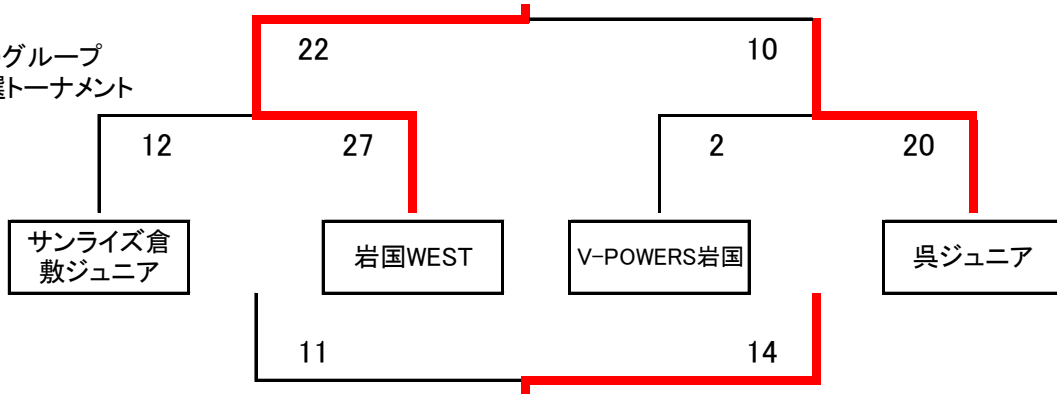 22
10
グループ
トーナメント
12
27
2
20
サンライズ倉
敷ジュニア
岩国WEST
V-POWERS岩国
呉ジュニア
11
14